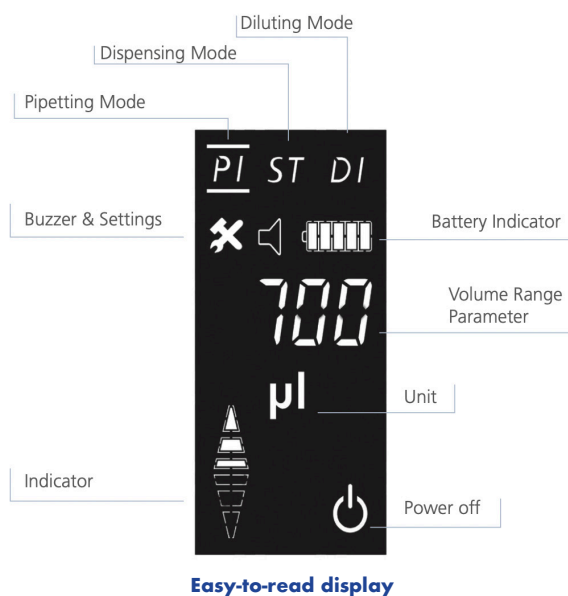 Diluting Mode
Dispensing Mode
Pipetting Mode
PI ST DI
Buzzer & Settings
Battery Indicator
700
Volume Range
Parameter
µl
Unit
Indicator
Power off
Easy-to-read display